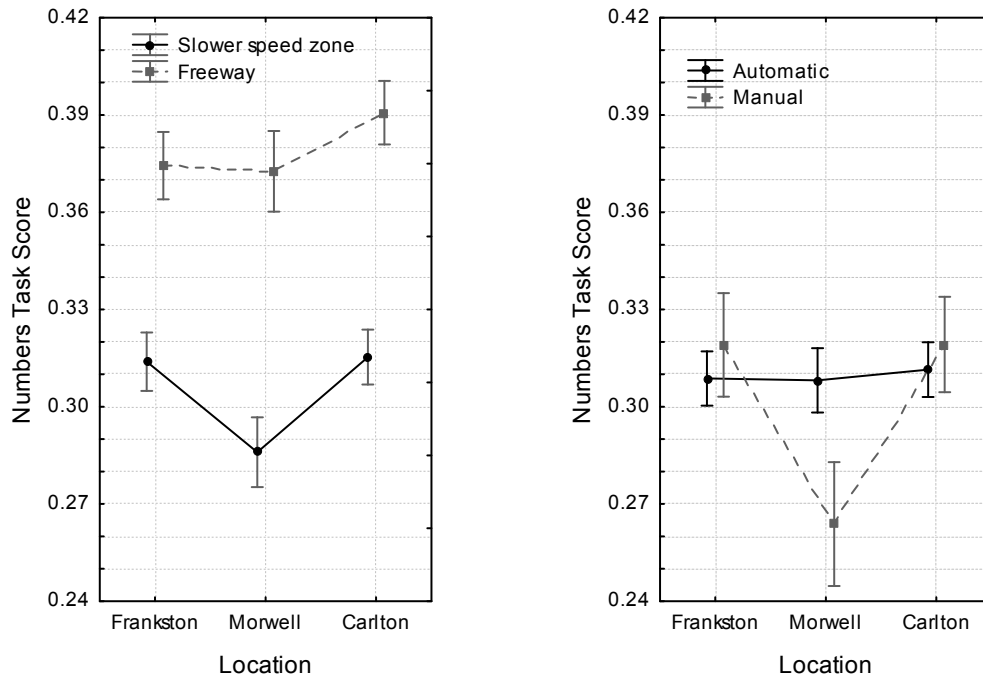 0.42
0.39
0.36
0.33
0.30
0.27
0.24
Numbers Task Score
Slower speed zone
Freeway
Frankston Morwell Carlton
Location
0.42
0.39
0.36
0.33
0.30
0.27
0.24
Numbers Task Score
Automatic
Manual
Frankston Morwell Carlton
Location